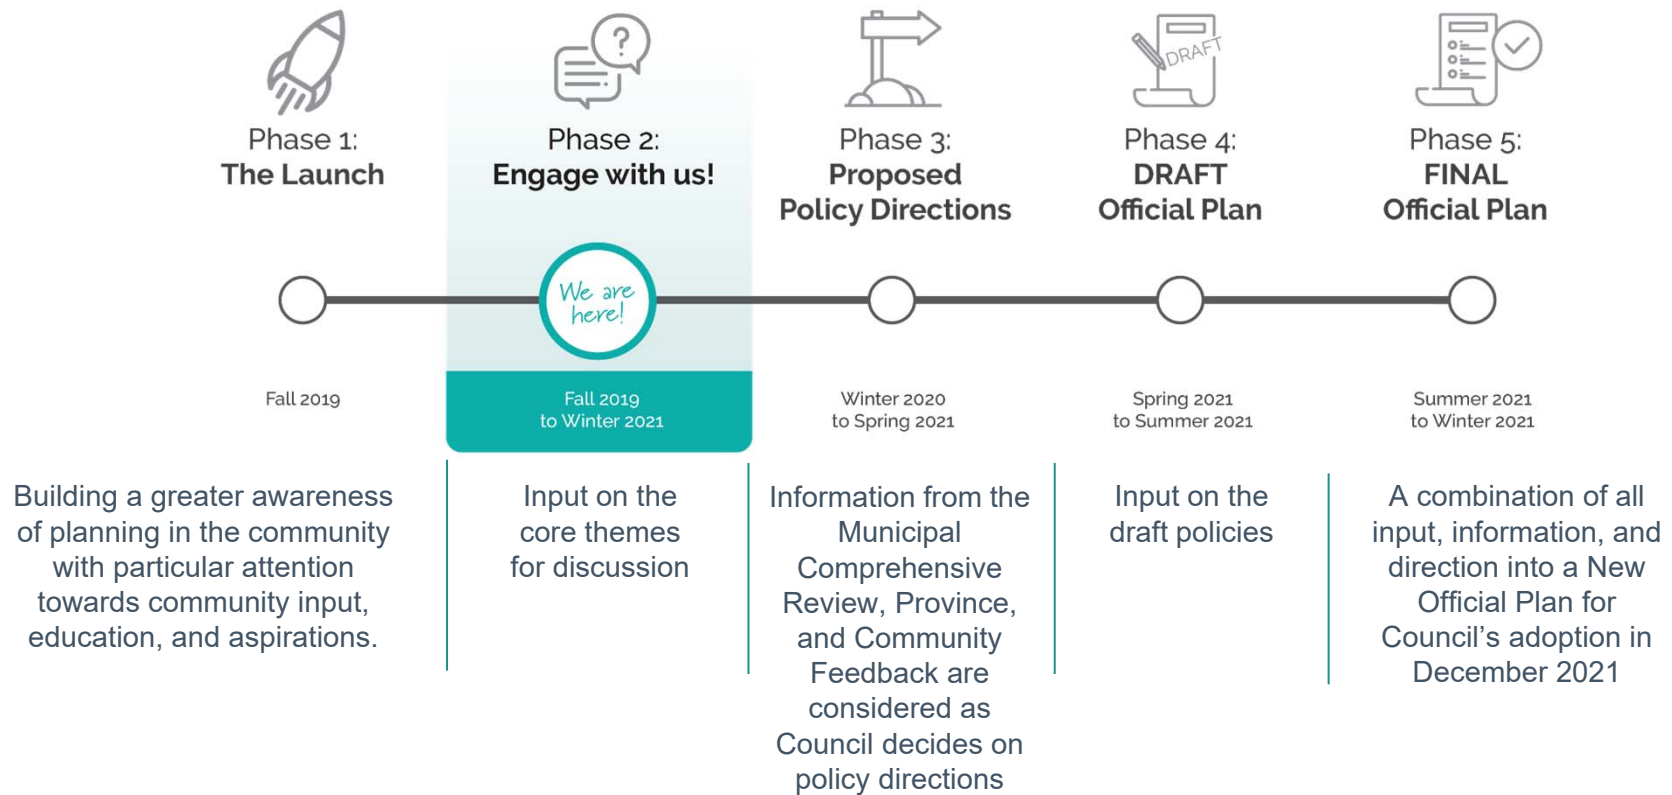 ?
DRAFT
Phase 1:
The Launch
Phase 2:
Engage with us!
Phase 3:
Proposed
Policy Directions
Phase 4:
DRAFT
Official Plan
Phase 5:
FINAL
Official Plan
We are
here!
Fall 2019
Fall 2019
to Winter 2021
Winter 2020
to Spring 2021
Spring 2021
to Summer 2021
Summer 2021
to Winter 2021
Building a greater awareness
of planning in the community
with particular attention
towards community input,
education, and aspirations.
Input on the
core themes
for discussion
Information from the
Municipal
Comprehensive
Review, Province,
and Community
Feedback are
considered as
Council decides on
policy directions
Input on the
draft policies
A combination of all
input, information, and
direction into a New
Official Plan for
Council’s adoption in
December 2021